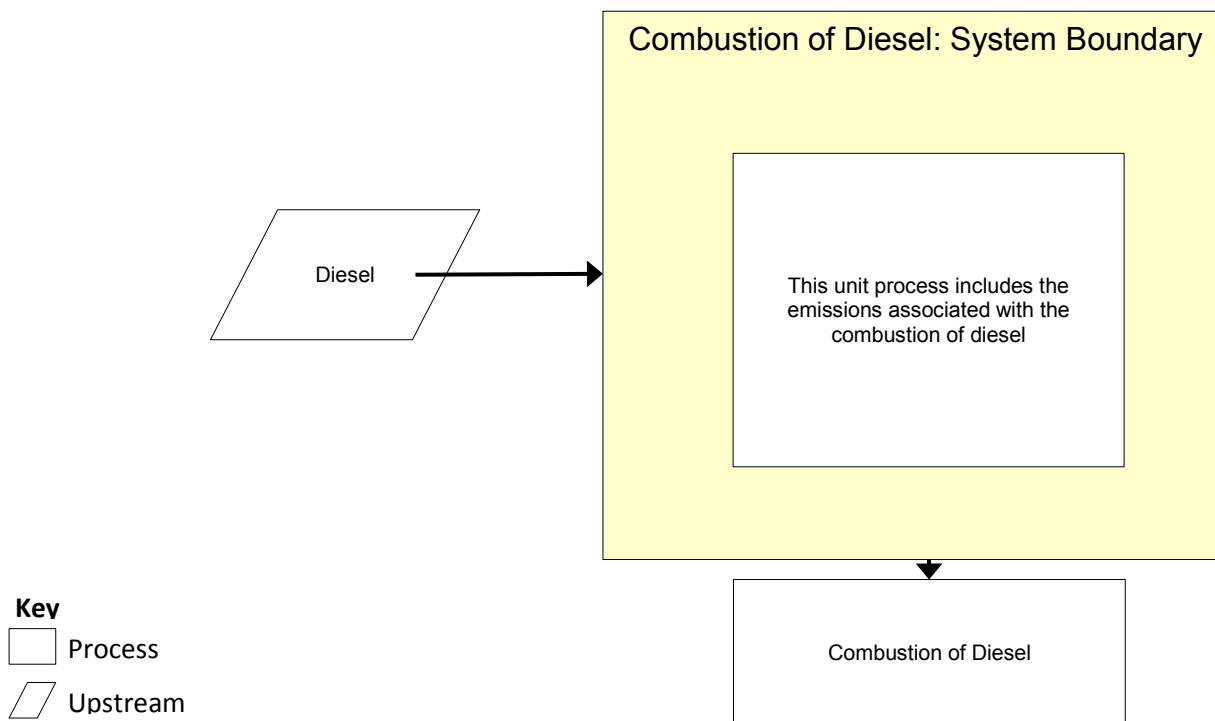 Combustion of Diesel: System Boundary
Diesel
This unit process includes the
emissions associated with the
combustion of diesel
Combustion of Diesel
Key
Process
Upstream